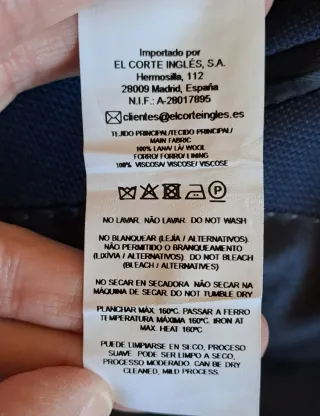 Importado por
EL CORTE INGLÉS, S.A.
Hermosilla, 112
28009 Madrid, España
N.I.F.: A-28017895
clientes@elcorteingles.es
TEJIDO PRINCIPAL/TECIDO PRINCIPAL/
MAIN FABRIC
100% LANA/ LÃ/ WOOL
FORRO/ FORRO/ LINING
100% VISCOSA/ VISCOSE/ VISCOSE
P
NO LAVAR. NÃO LAVAR. DO NOT WASH
NO BLANQUEAR (LEJÍA / ALTERNATIVOS).
NÃO PERMITIDO O BRANQUEAMENTO
(LIXÍVIA / ALTERNATIVOS). DO NOT BLEACH
(BLEACH / ALTERNATIVES)
NO SECAR EN SECADORA. NÃO SECAR NA
MÁQUINA DE SECAR. DO NOT TUMBLE DRY
PLANCHAR MÁX. 160ºC. PASSAR A FERRO
TEMPERATURA MÁXIMA 160ºC. IRON AT
MAX. HEAT 160ºC
PUEDE LIMPIARSE EN SECO, PROCESO
SUAVE. PODE SER LIMPO A SECO,
PROCESSO MODERADO. CAN BE DRY
CLEANED, MILD PROCESS.